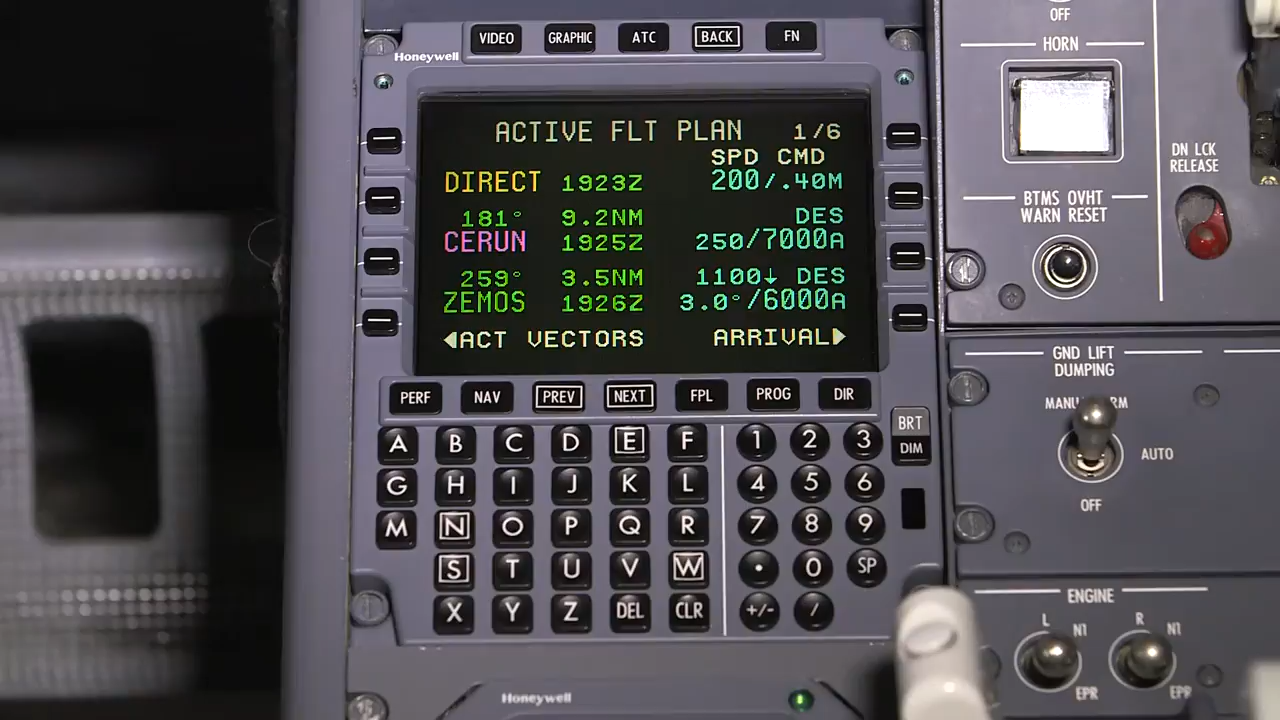 VIDEO GRAPHIC ATC BACK FN
Honeywell
ACTIVE FLT PLAN 1/6
SPD CMD
DIRECT 1923Z 200/.40M
181° 9.2NM DES
CERUN 1925Z 250/7000A
259° 3.5NM 1100↓ DES
ZEMOS 1926Z 3.0°/6000A
◀ACT VECTORS ARRIVAL▶
PERF NAV PREV NEXT FPL PROG DIR
BRT
DIM
A B C D E F 1 2 3
G H I J K L 4 5 6
M N O P Q R 7 8 9
S T U V W • 0 SP
X Y Z DEL CLR +/- /
Honeywell
OFF
HORN
DN LCK
RELEASE
BTMS OVHT
WARN RESET
GND LIFT
DUMPING
AUTO
OFF
ENGINE
L R
N1 N1
EPR EPR